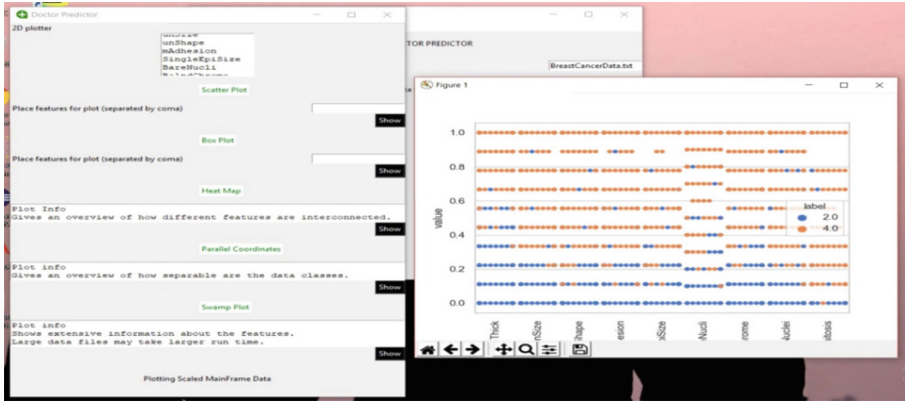 Doctor Predictor
2D plotter
unShape
mAdhesion
SingleEpiSize
BareNucli
Scatter Plot
Place features for plot (separated by coma)
Show
Box Plot
Place features for plot (separated by coma)
Show
Heat Map
Plot Info
Gives an overview of how different features are interconnected.
Show
Parallel Coordinates
Plot info
Gives an overview of how separable are the data classes.
Show
Swamp Plot
Plot info
Shows extensive information about the features.
Large data files may take larger run time.
Show
Plotting Scaled MainFrame Data
TOR PREDICTOR
BreastCancerData.txt
Figure 1
1.0
0.8
0.6
0.4
0.2
0.0
value
label
2.0
4.0
Thick
nSize
Shape
esion
piSize
eNucli
rome
Nuclei
itosis